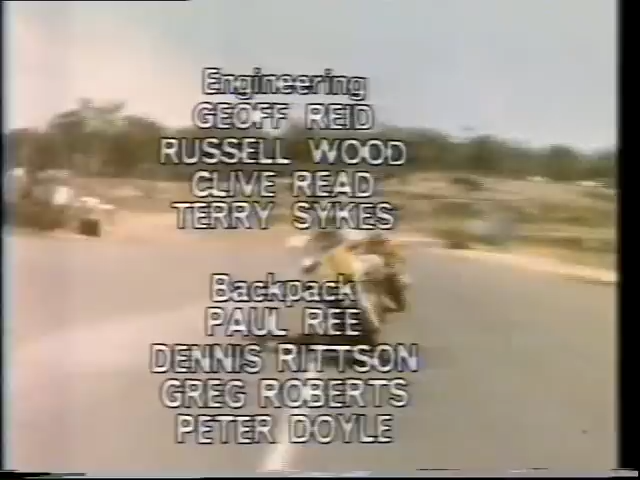 Engineering
GEOFF REID
RUSSELL WOOD
CLIVE READ
TERRY SYKES
Backpack
PAUL REE
DENNIS RITTSON
GREG ROBERTS
PETER DOYLE